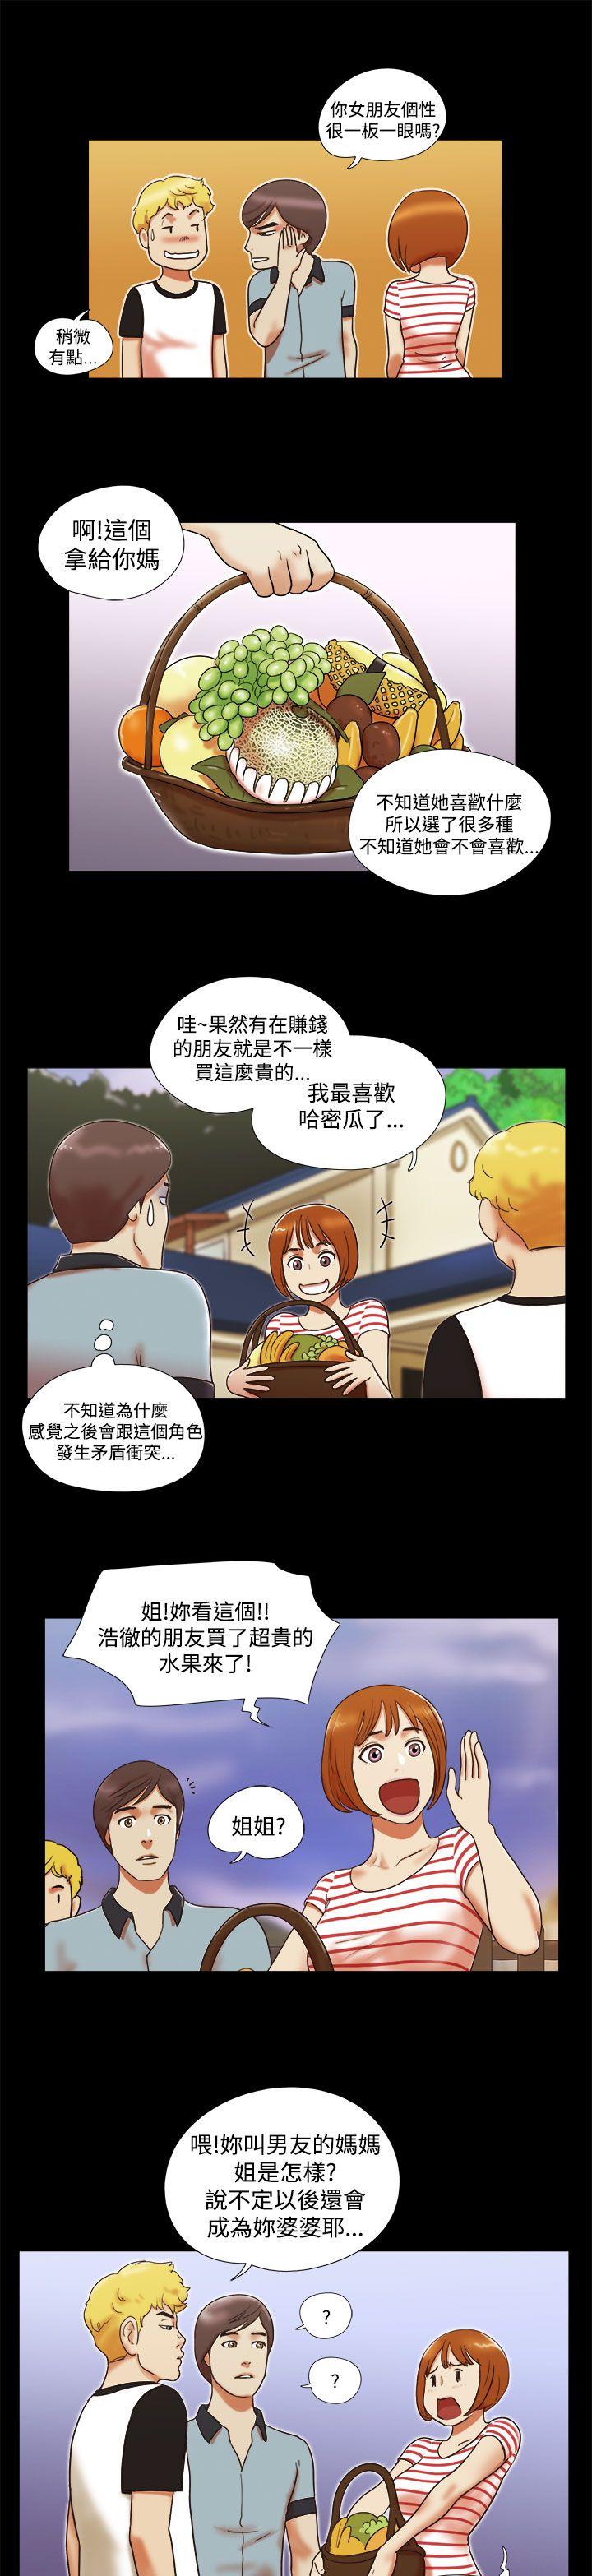 你女朋友個性
很一板一眼嗎?
稍微
有點...
啊!這個
拿給你媽
不知道她喜歡什麼
所以選了很多種
不知道她會不會喜歡...
哇~果然有在賺錢
的朋友就是不一樣
買這麼貴的...
我最喜歡
哈密瓜了...
不知道為什麼
感覺之後會跟這個角色
發生矛盾衝突...
姐!妳看這個!!
浩徹的朋友買了超貴的
水果來了!
姐姐?
喂!妳叫男友的媽媽
姐是怎樣?
說不定以後還會
成為妳婆婆耶...
?
?